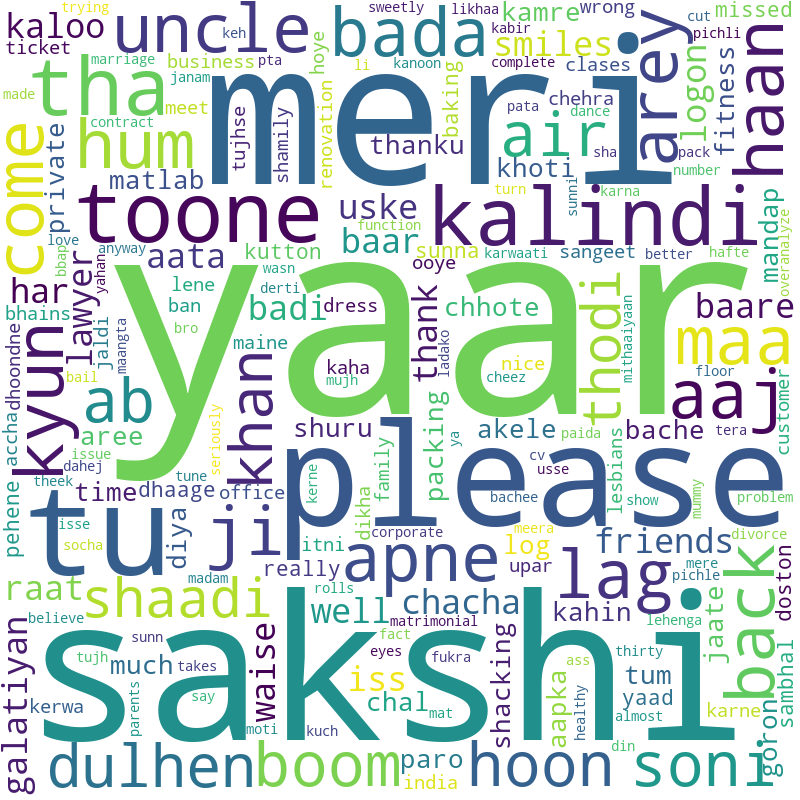 trying
sweetly
likhaa
kamre
wrong
missed
kaloo
uncle
bada
keh
kabir
cut
pichli
ticket
marriage
pta
hoye
smiles
arey
haan
tha
meri
business
li
kanoon
complete
clases
logon
fitness
made
janam
meet
renovation
baking
pata
dance
chehra
contract
tujhse
shamily
thanku
air
sha
pack
come
private
hum
matlab
khoti
turn
sunni
karna
number
love
toone
uske
kalindi
function
anyway
baar
sunna
karwaati
sangeet
better
hafte
mandap
overanalyze
bbap
yahan
lawyer
aata
kutton
wasn
ooye
har
lene
derti
yaar
bhains
ban
badi
dress
thank
chhote
thodi
baare
jaldi
maangta
bro
maine
ladako
nice
mithaaiyaan
maa
dhoondne
kyun
ab
khan
kaha
mujh
cheez
floor
bail
aaj
accha
aree
seriously
shuru
packing
akele
bache
tera
customer
issue
ya
paida
pehene
theek
dahej
tune
time
dhaage
office
family
please
cv
usse
lesbians
bachee
show
mummy
problem
isse
tu
diya
ji
kerne
dikha
corporate
meera
socha
itni
apne
log
friends
divorce
really
upar
lag
mere
pichle
back
doston
raat
madam
shaadi
rolls
well
matrimonial
chacha
kahin
jaate
lehenga
believe
sunn
waise
fact
eyes
fukra
ass
thirty
sambhal
galatiyan
tujh
much
takes
sakshi
shacking
iss
aapka
healthy
tum
kerwa
parents
say
chal
mat
yaad
almost
karne
goron
moti
kuch
din
dulhen
boom
paro
india
hoon
soni